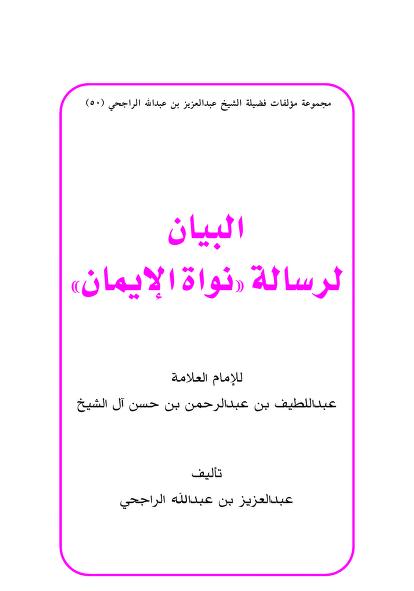 مجموعة مؤلفات فضيلة الشيخ عبدالعزيز بن عبدالله الراجحي (٥٠)
البيان
لرسالة «نواة الإيمان»
للإمام العلامة
عبداللطيف بن عبدالرحمن بن حسن آل الشيخ
تأليف
عبدالعزيز بن عبدالله الراجحي